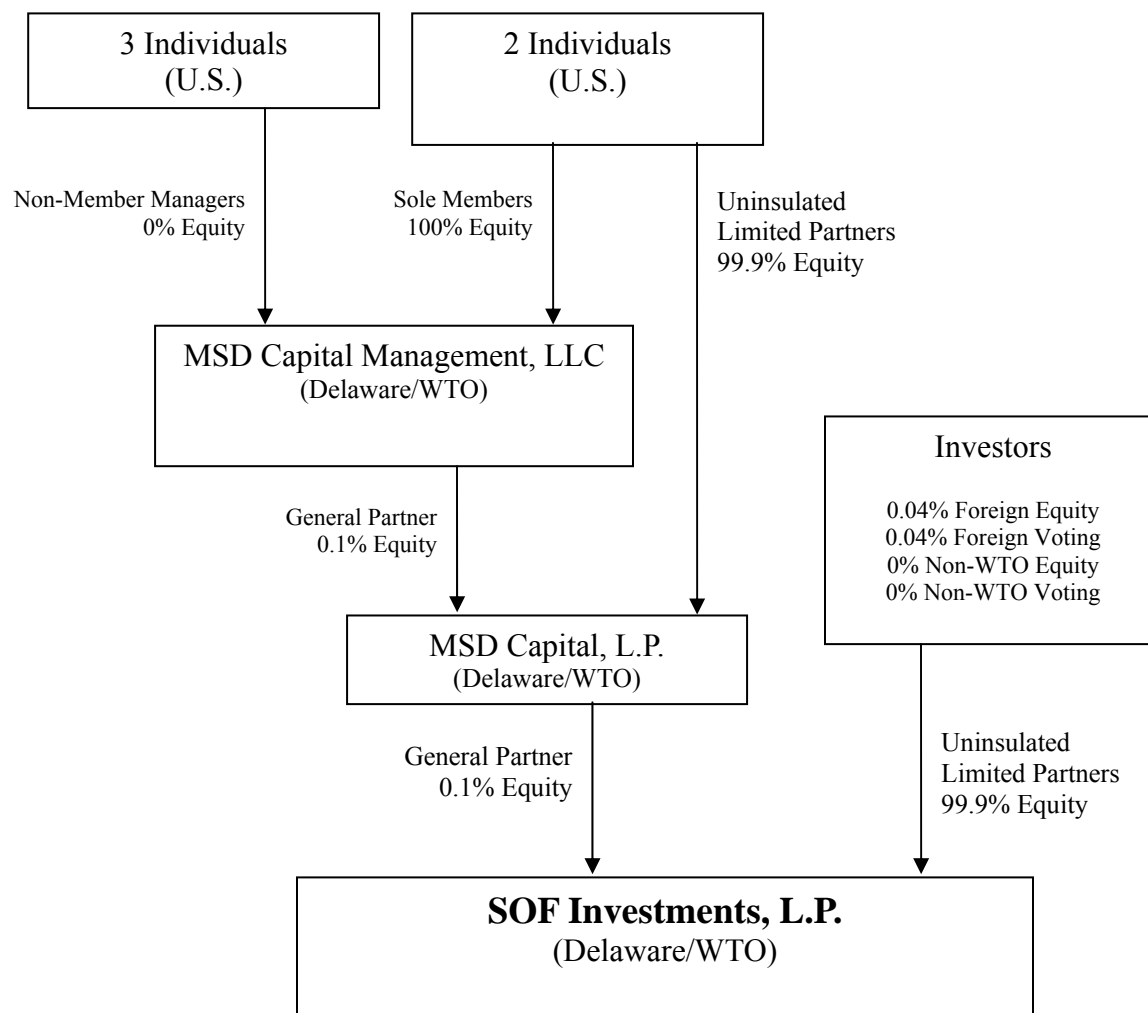 3 Individuals
(U.S.)
2 Individuals
(U.S.)
Non-Member Managers
0% Equity
Sole Members
100% Equity
Uninsulated
Limited Partners
99.9% Equity
MSD Capital Management, LLC
(Delaware/WTO)
Investors
0.04% Foreign Equity
0.04% Foreign Voting
0% Non-WTO Equity
0% Non-WTO Voting
General Partner
0.1% Equity
MSD Capital, L.P.
(Delaware/WTO)
General Partner
0.1% Equity
Uninsulated
Limited Partners
99.9% Equity
SOF Investments, L.P.
(Delaware/WTO)